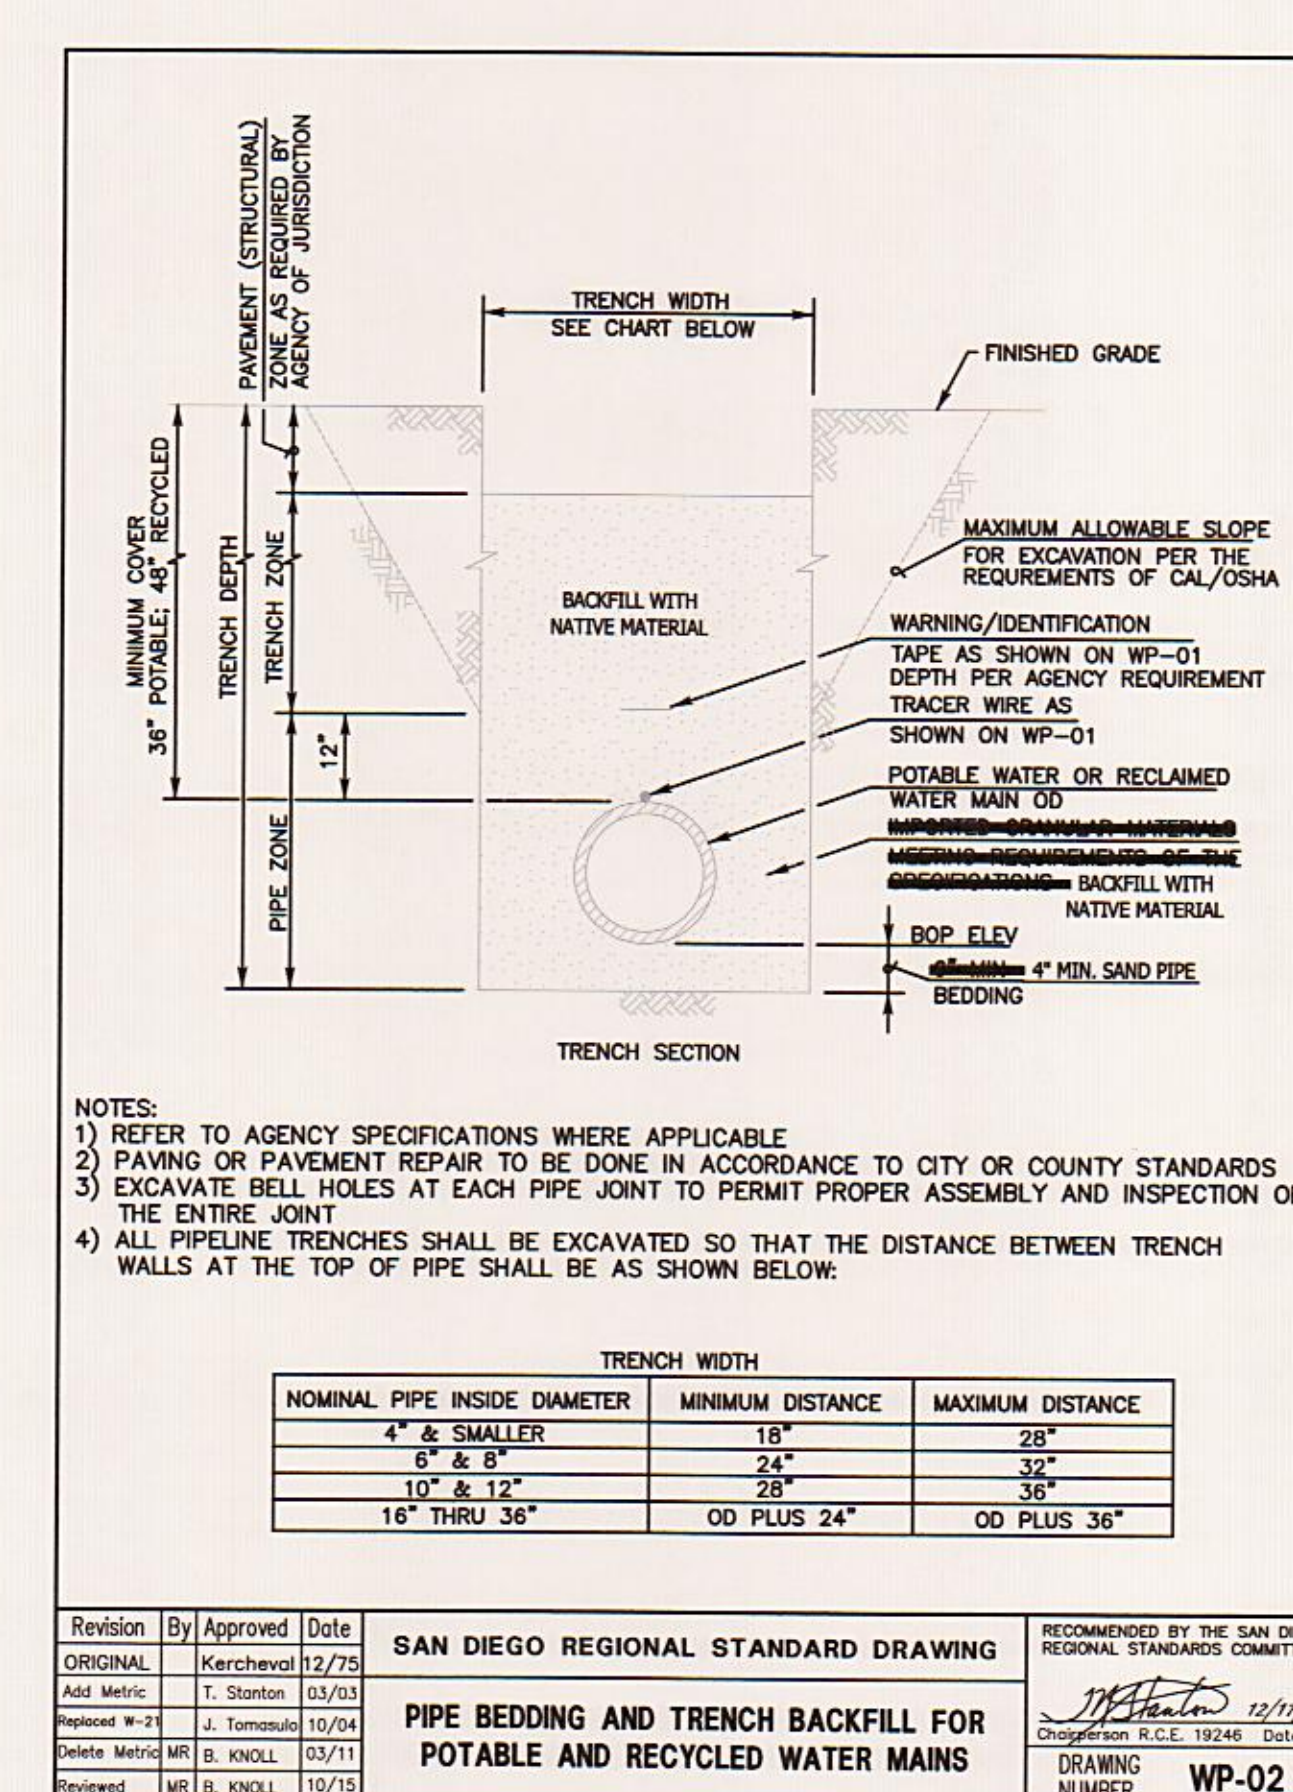 PAVEMENT (STRUCTURAL)
ZONE AS REQUIRED BY
AGENCY OF JURISDICTION
TRENCH WIDTH
SEE CHART BELOW
FINISHED GRADE
MINIMUM COVER
36" POTABLE; 48" RECYCLED
TRENCH DEPTH
TRENCH ZONE
12"
PIPE ZONE
BACKFILL WITH
NATIVE MATERIAL
MAXIMUM ALLOWABLE SLOPE
FOR EXCAVATION PER THE
REQUREMENTS OF CAL/OSHA
WARNING/IDENTIFICATION
TAPE AS SHOWN ON WP-01
DEPTH PER AGENCY REQUIREMENT
TRACER WIRE AS
SHOWN ON WP-01
POTABLE WATER OR RECLAIMED
WATER MAIN OD
IMPORTED GRANULAR MATERIALS
MEETING REQUIREMENTS OF THE
SPECIFICATIONS BACKFILL WITH
NATIVE MATERIAL
BOP ELEV
MIN 4" MIN. SAND PIPE
BEDDING
TRENCH SECTION
NOTES:
1) REFER TO AGENCY SPECIFICATIONS WHERE APPLICABLE
2) PAVING OR PAVEMENT REPAIR TO BE DONE IN ACCORDANCE TO CITY OR COUNTY STANDARDS
3) EXCAVATE BELL HOLES AT EACH PIPE JOINT TO PERMIT PROPER ASSEMBLY AND INSPECTION O
THE ENTIRE JOINT
4) ALL PIPELINE TRENCHES SHALL BE EXCAVATED SO THAT THE DISTANCE BETWEEN TRENCH
WALLS AT THE TOP OF PIPE SHALL BE AS SHOWN BELOW:
TRENCH WIDTH
NOMINAL PIPE INSIDE DIAMETER MINIMUM DISTANCE MAXIMUM DISTANCE
4" & SMALLER 18" 28"
6" & 8" 24" 32"
10" & 12" 28" 36"
16" THRU 36" OD PLUS 24" OD PLUS 36"
Revision By Approved Date
ORIGINAL Kercheval 12/75
Add Metric T. Stanton 03/03
Replaced W-21 J. Tomasulo 10/04
Delete Metric MR B. KNOLL 03/11
Reviewed MR B. KNOLL 10/15
SAN DIEGO REGIONAL STANDARD DRAWING
PIPE BEDDING AND TRENCH BACKFILL FOR
POTABLE AND RECYCLED WATER MAINS
RECOMMENDED BY THE SAN DI
REGIONAL STANDARDS COMMITT
Stanton 12/17
Chairperson R.C.E. 19246 Dat
DRAWING
NUMBER WP-02